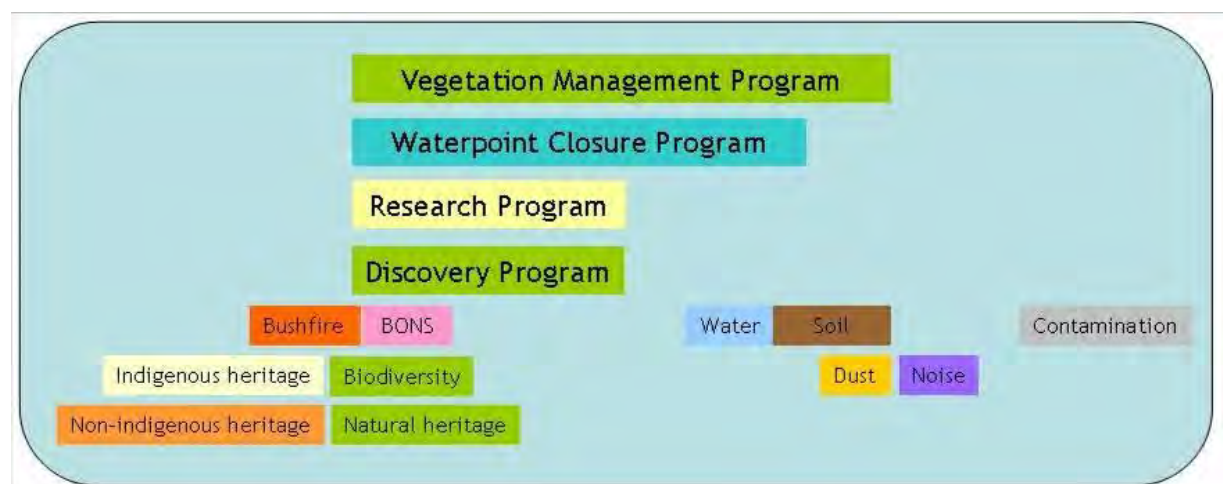 Vegetation Management Program
Waterpoint Closure Program
Research Program
Discovery Program
Bushfire BONS Water Soil Contamination
Indigenous heritage Biodiversity Dust Noise
Non-indigenous heritage Natural heritage